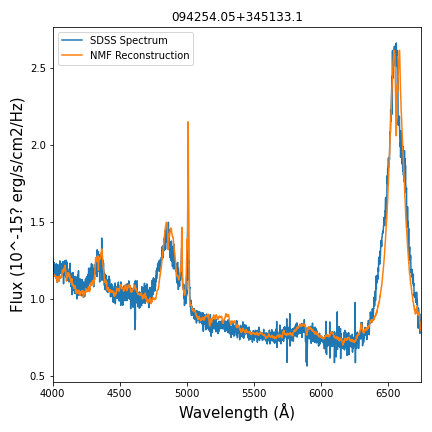 094254.05+345133.1
SDSS Spectrum
NMF Reconstruction
Flux (10^-15? erg/s/cm2/Hz)
2.5
2.0
1.5
1.0
0.5
4000 4500 5000 5500 6000 6500
Wavelength (Å)